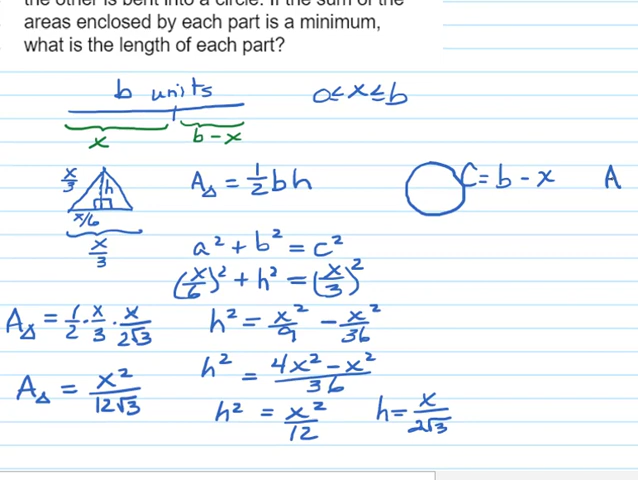 the other is bent into a circle. If the sum of the
areas enclosed by each part is a minimum,
what is the length of each part?
b units
0 ≤ x ≤ b
x
b - x
x/3
h
A△ = 1/2 bh
C = b - x
A
x/6
x/3
a² + b² = c²
(x/6)² + h² = (x/3)²
A△ = 1/2 · x/3 · x/2√3
h² = x²/9 - x²/36
h² = 4x² - x²/36
A△ = x²/12√3
h² = x²/12
h = x/2√3